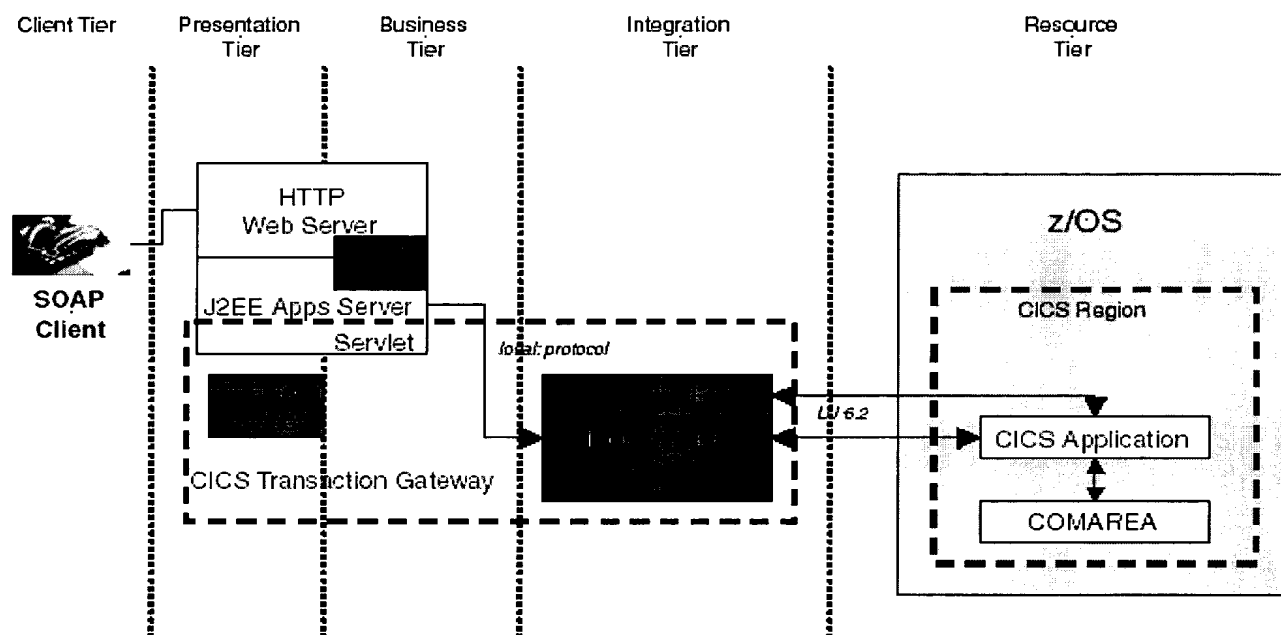 Client Tier
Presentation
Tier
Business
Tier
Integration
Tier
Resource
Tier
HTTP
Web Server
z/OS
SOAP
Client
J2EE Apps Server
Servlet
CICS Region
local: protocol
LU 6.2
CICS Application
CICS Transaction Gateway
COMAREA